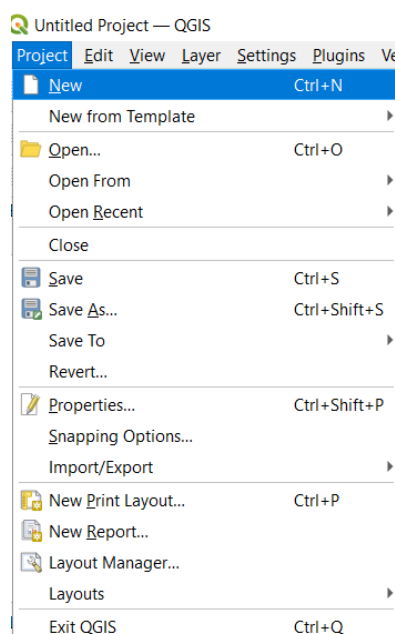 Untitled Project — QGIS
Project Edit View Layer Settings Plugins Ve
New Ctrl+N
New from Template
Open... Ctrl+O
Open From
Open Recent
Close
Save Ctrl+S
Save As... Ctrl+Shift+S
Save To
Revert...
Properties... Ctrl+Shift+P
Snapping Options...
Import/Export
New Print Layout... Ctrl+P
New Report...
Layout Manager...
Layouts
Exit QGIS Ctrl+Q